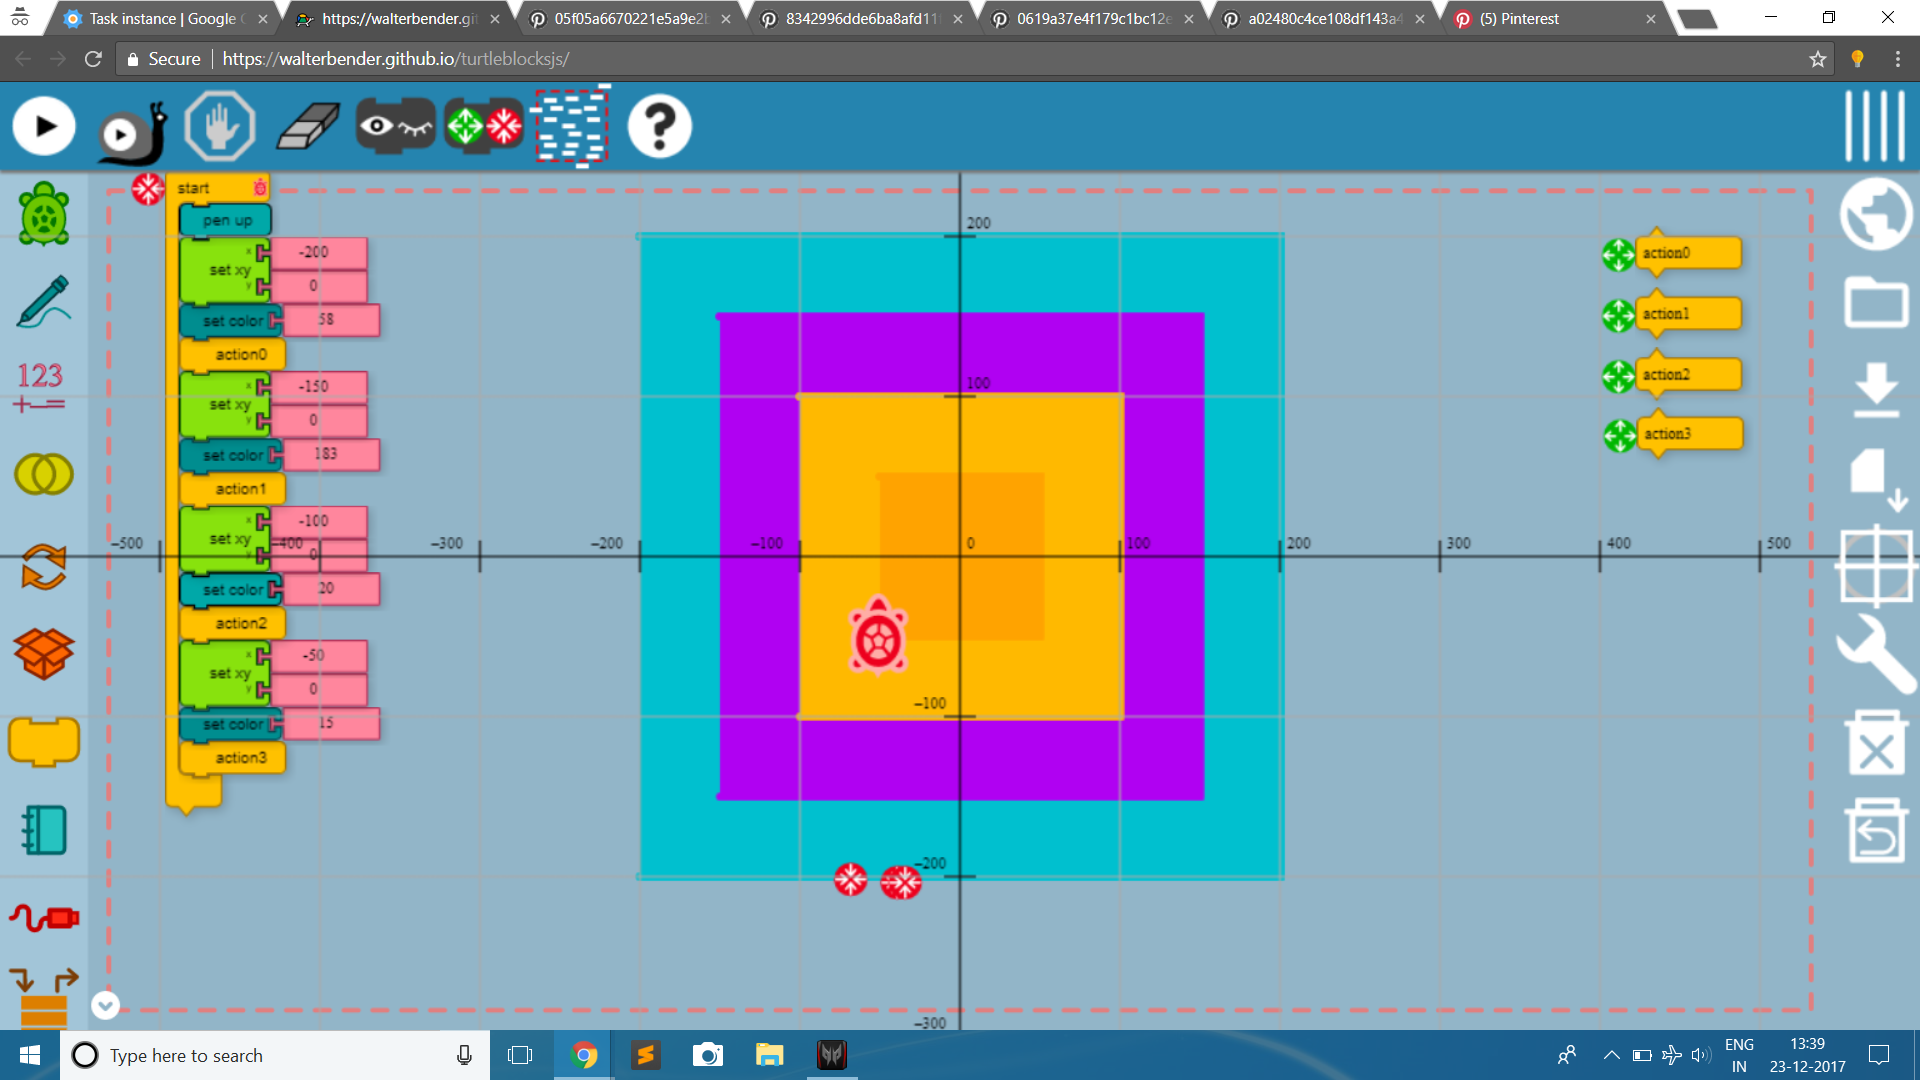 Task instance | Google C
https://walterbender.git
05f05a6670221e5a9e2b
8342996dde6ba8afd11f
0619a37e4f179c1bc12e
a02480c4ce108df143a4
(5) Pinterest
Secure
https://walterbender.github.io/turtleblocksjs/
start
pen up
x
-200
set xy
y
0
set color
58
action0
x
-150
set xy
y
0
set color
183
action1
x
-100
set xy
y
0
set color
20
action2
x
-50
set xy
y
0
set color
15
action3
123
+–=
200
100
-500
-400
-300
-200
-100
0
100
200
300
400
500
-100
-200
-300
action0
action1
action2
action3
Type here to search
ENG
IN
13:39
23-12-2017